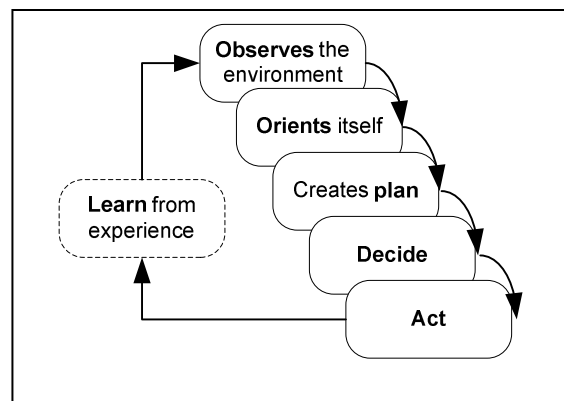 Observes the
environment
Orients itself
Creates plan
Learn from
experience
Decide
Act